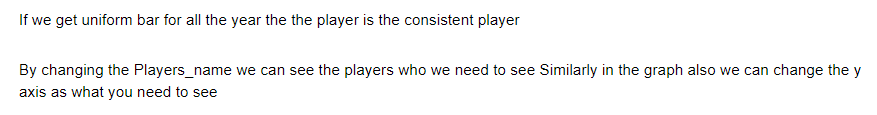 If we get uniform bar for all the year the the player is the consistent player
By changing the Players_name we can see the players who we need to see Similarly in the graph also we can change the y
axis as what you need to see